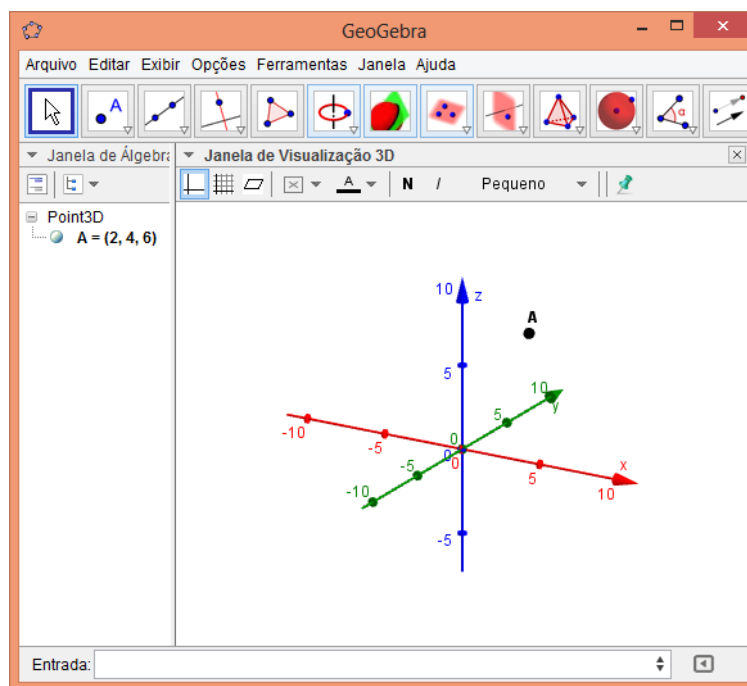 GeoGebra
Arquivo Editar Exibir Opções Ferramentas Janela Ajuda
A
α
Janela de Álgebra
Janela de Visualização 3D
A
N
I
Pequeno
Point3D
A = (2, 4, 6)
10
z
A
5
10
y
5
0
-10
-5
0
0
x
-5
5
-10
10
-5
Entrada: